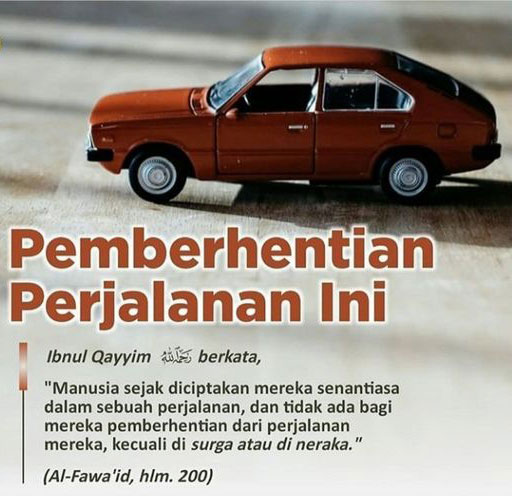 Pemberhentian
Perjalanan Ini
Ibnul Qayyim رحمه الله berkata,
"Manusia sejak diciptakan mereka senantiasa
dalam sebuah perjalanan, dan tidak ada bagi
mereka pemberhentian dari perjalanan
mereka, kecuali di surga atau di neraka."
(Al-Fawa'id, hlm. 200)